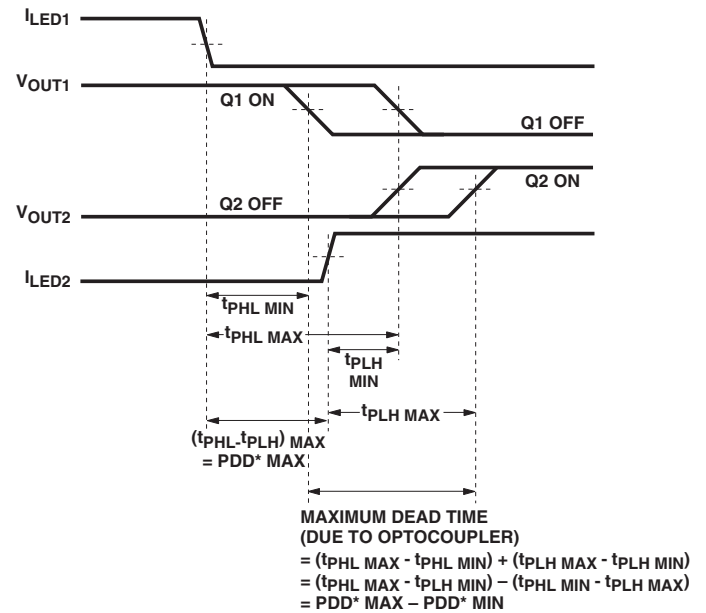 ILED1
VOUT1
Q1 ON
Q1 OFF
Q2 OFF
Q2 ON
VOUT2
ILED2
tPHL MIN
tPHL MAX
tPLH
MIN
tPLH MAX
(tPHL-tPLH) MAX
= PDD* MAX
MAXIMUM DEAD TIME
(DUE TO OPTOCOUPLER)
= (tPHL MAX - tPHL MIN) + (tPLH MAX - tPLH MIN)
= (tPHL MAX - tPLH MIN) – (tPHL MIN - tPLH MAX)
= PDD* MAX – PDD* MIN